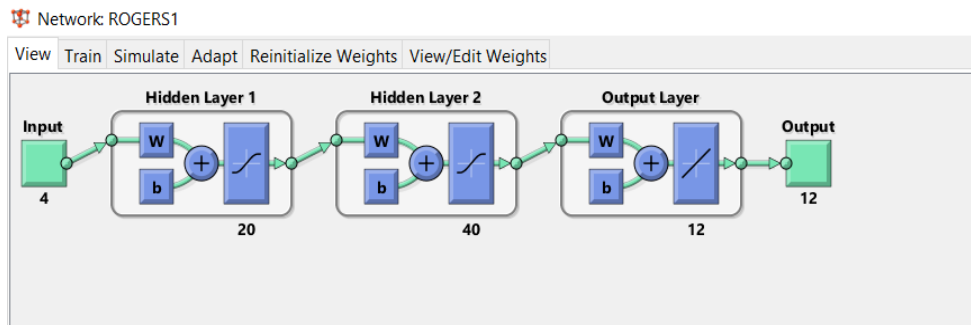 Network: ROGERS1
View Train Simulate Adapt Reinitialize Weights View/Edit Weights
Hidden Layer 1 Hidden Layer 2 Output Layer
Input Output
W W W
b b b
4 12
20 40 12